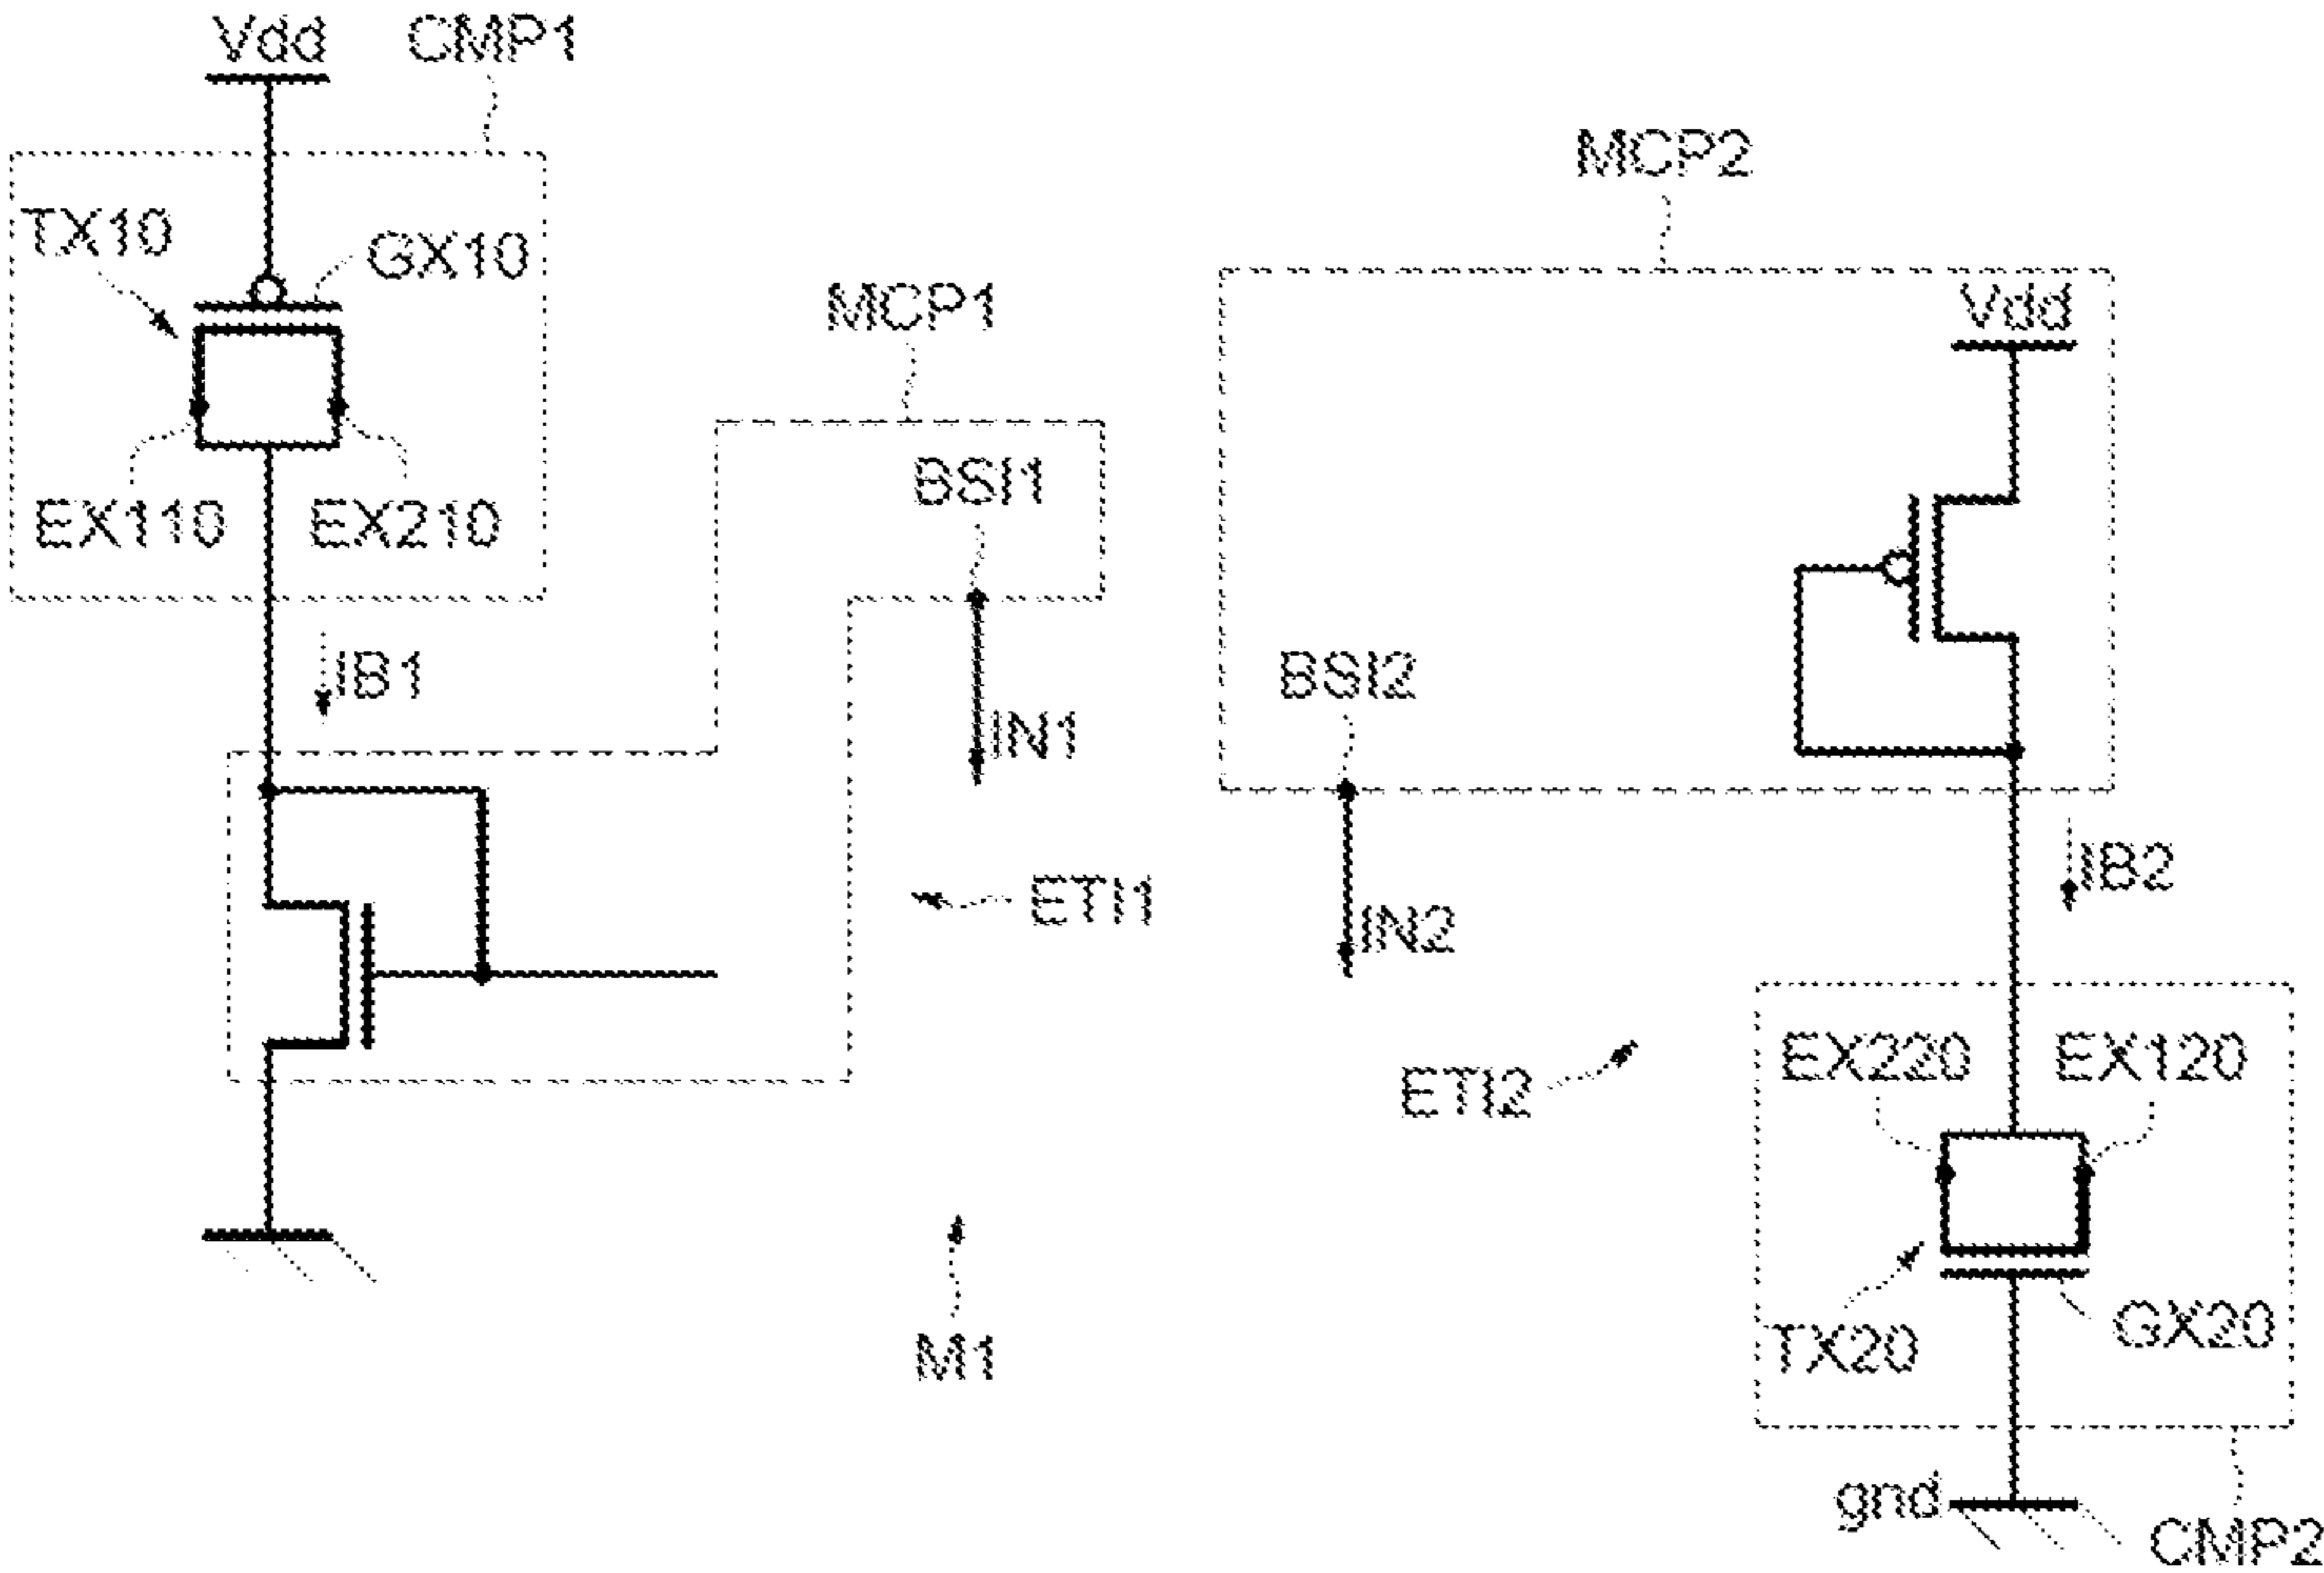 Vdd
CMP1
MCP2
TX10
GX10
MCP1
Vdd
BSI1
EX110
EX210
IB1
BSI2
IN1
IB2
ETI1
IN2
EX220
EX120
ETI2
GX20
TX20
M1
gnd
CMP2